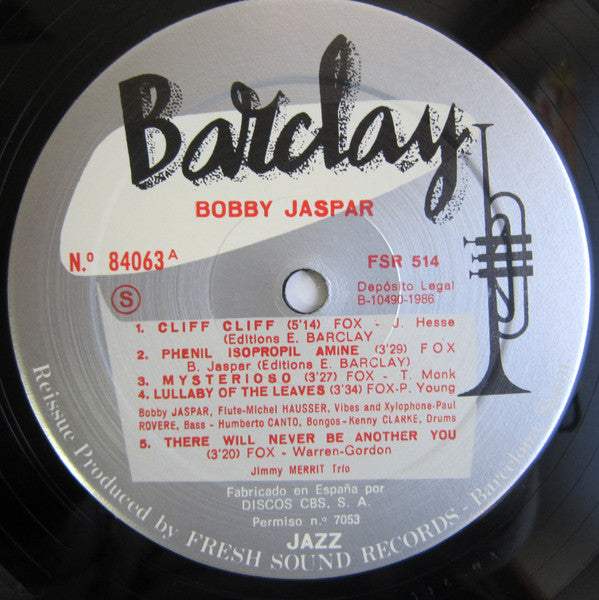 Barclay
BOBBY JASPAR
N.º 84063 A
FSR 514
Depósito Legal
B-10490-1986
S
1. CLIFF CLIFF (5'14) FOX - J. Hesse
(Editions E. BARCLAY
2. PHENIL ISOPROPIL AMINE (3'29) FOX
B. Jaspar (Editions E. BARCLAY)
3. MYSTERIOSO (3'27) FOX - T. Monk
4. LULLABY OF THE LEAVES (3'34) FOX-P. Young
Bobby JASPAR, Flute-Michel HAUSSER, Vibes and Xylophone-Paul
ROVERE, Bass - Humberto CANTO, Bongos - Kenny CLARKE, Drums
5. THERE WILL NEVER BE ANOTHER YOU
(3'20) FOX - Warren-Gordon
Jimmy MERRIT Trio
Fabricado en España por
DISCOS CBS, S. A.
Permiso n.º 7053
JAZZ
Reissue Produced by FRESH SOUND RECORDS - Barcelona - Spain